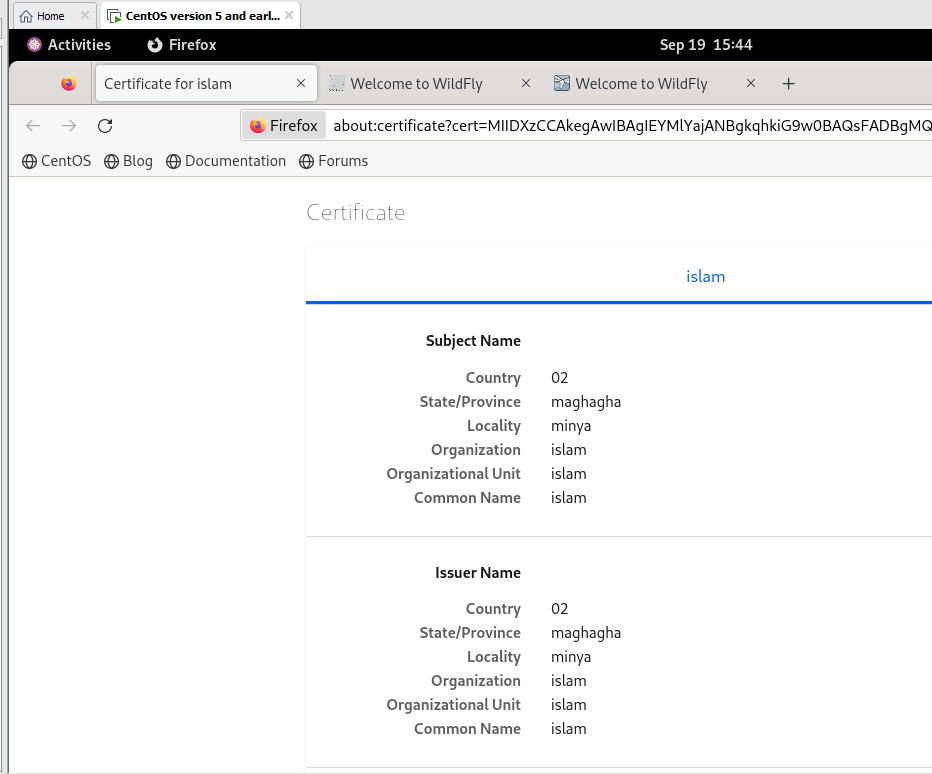 Home
CentOS version 5 and earl...
Activities
Firefox
Sep 19 15:44
Certificate for islam
Welcome to WildFly
Welcome to WildFly
Firefox
about:certificate?cert=MIIDXzCCAkegAwIBAgIEYMlYajANBgkqhkiG9w0BAQsFADBgMQ
CentOS
Blog
Documentation
Forums
Certificate
islam
Subject Name
Country 02
State/Province maghagha
Locality minya
Organization islam
Organizational Unit islam
Common Name islam
Issuer Name
Country 02
State/Province maghagha
Locality minya
Organization islam
Organizational Unit islam
Common Name islam